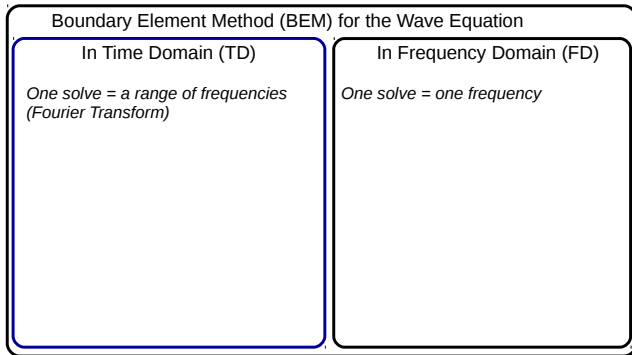 Boundary Element Method (BEM) for the Wave Equation
In Time Domain (TD)
One solve = a range of frequencies
(Fourier Transform)
In Frequency Domain (FD)
One solve = one frequency